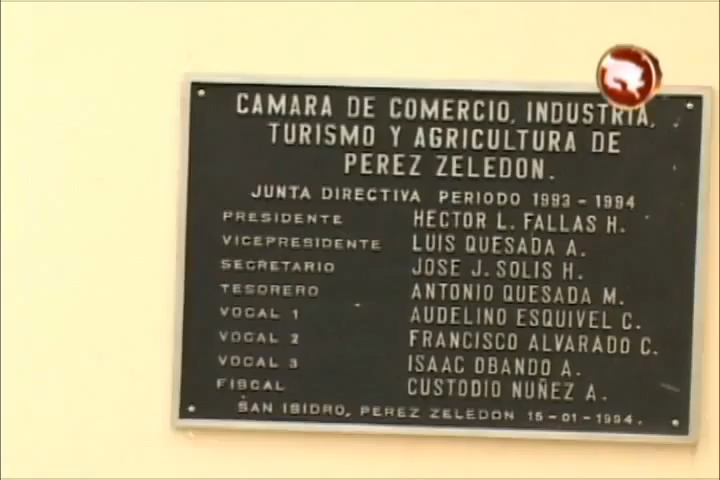 CAMARA DE COMERCIO, INDUSTRIA,
TURISMO Y AGRICULTURA DE
PEREZ ZELEDON.
JUNTA DIRECTIVA PERIODO 1993 - 1994
PRESIDENTE HECTOR L. FALLAS H.
VICEPRESIDENTE LUIS QUESADA A.
SECRETARIO JOSE J. SOLIS H.
TESORERO ANTONIO QUESADA M.
VOCAL 1 AUDELINO ESQUIVEL C.
VOCAL 2 FRANCISCO ALVARADO C.
VOCAL 3 ISAAC OBANDO A.
FISCAL CUSTODIO NUÑEZ A.
SAN ISIDRO, PEREZ ZELEDON 15-01-1994.